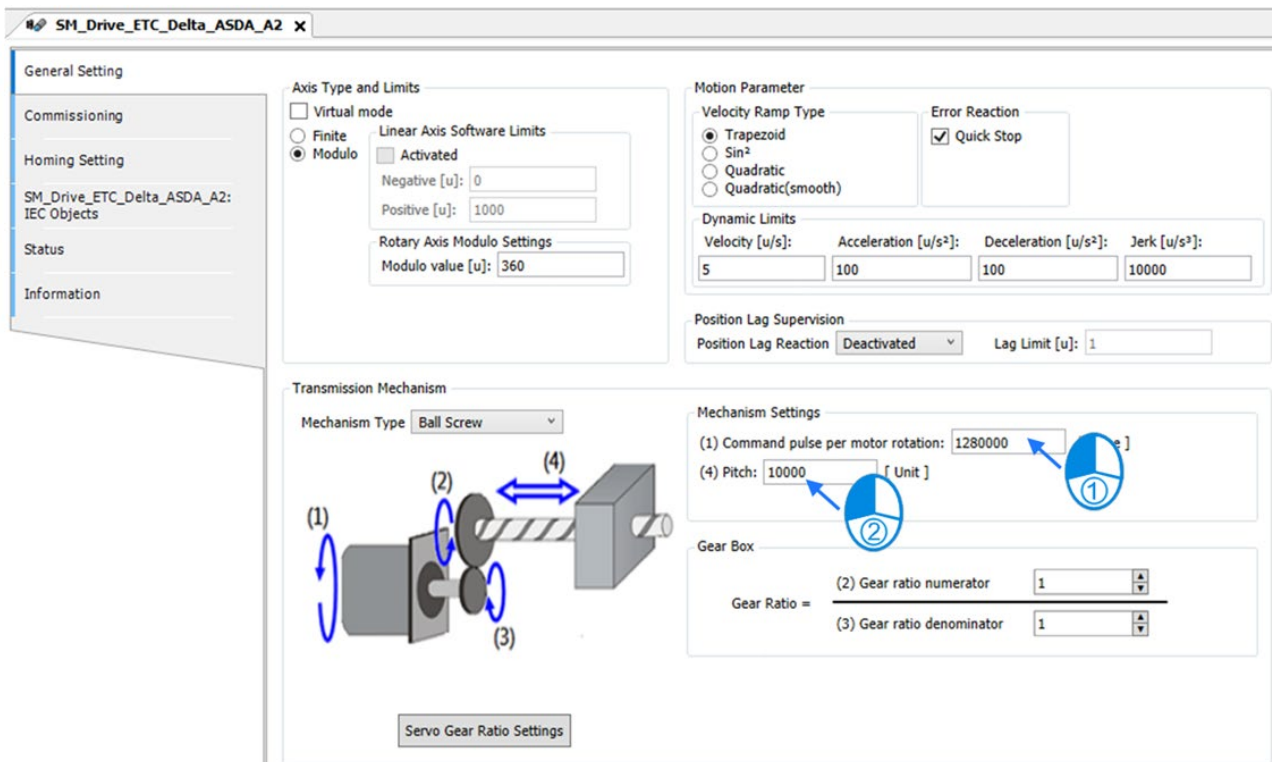 SM_Drive_ETC_Delta_ASDA_A2 X
General Setting
Commissioning
Homing Setting
SM_Drive_ETC_Delta_ASDA_A2:
IEC Objects
Status
Information
Axis Type and Limits
Virtual mode
Finite
Modulo
Linear Axis Software Limits
Activated
Negative [u]: 0
Positive [u]: 1000
Rotary Axis Modulo Settings
Modulo value [u]: 360
Motion Parameter
Velocity Ramp Type
Trapezoid
Sin²
Quadratic
Quadratic(smooth)
Error Reaction
Quick Stop
Dynamic Limits
Velocity [u/s]: Acceleration [u/s²]: Deceleration [u/s²]: Jerk [u/s³]:
5 100 100 10000
Position Lag Supervision
Position Lag Reaction Deactivated Lag Limit [u]: 1
Transmission Mechanism
Mechanism Type Ball Screw
(1)
(2)
(4)
(3)
Servo Gear Ratio Settings
Mechanism Settings
(1) Command pulse per motor rotation: 1280000 e ]
(4) Pitch: 10000 [ Unit ]
①
②
Gear Box
Gear Ratio =
(2) Gear ratio numerator 1
(3) Gear ratio denominator 1